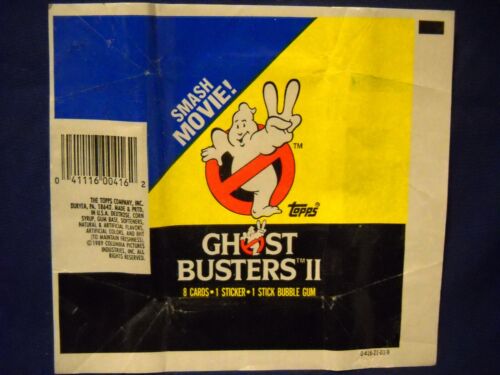 SMASH
MOVIE!
TM
0 41116 00416 2
THE TOPPS COMPANY, INC.
DURYEA, PA. 18642. MADE & PRTD.
IN U.S.A. DEXTROSE, CORN
SYRUP, GUM BASE, SOFTENERS,
NATURAL & ARTIFICIAL FLAVORS,
ARTIFICIAL COLORS, AND BHT
(TO MAINTAIN FRESHNESS).
©1989 COLUMBIA PICTURES
INDUSTRIES, INC. ALL
RIGHTS RESERVED.
topps®
GHOST
BUSTERS™ II
8 CARDS • 1 STICKER • 1 STICK BUBBLE GUM